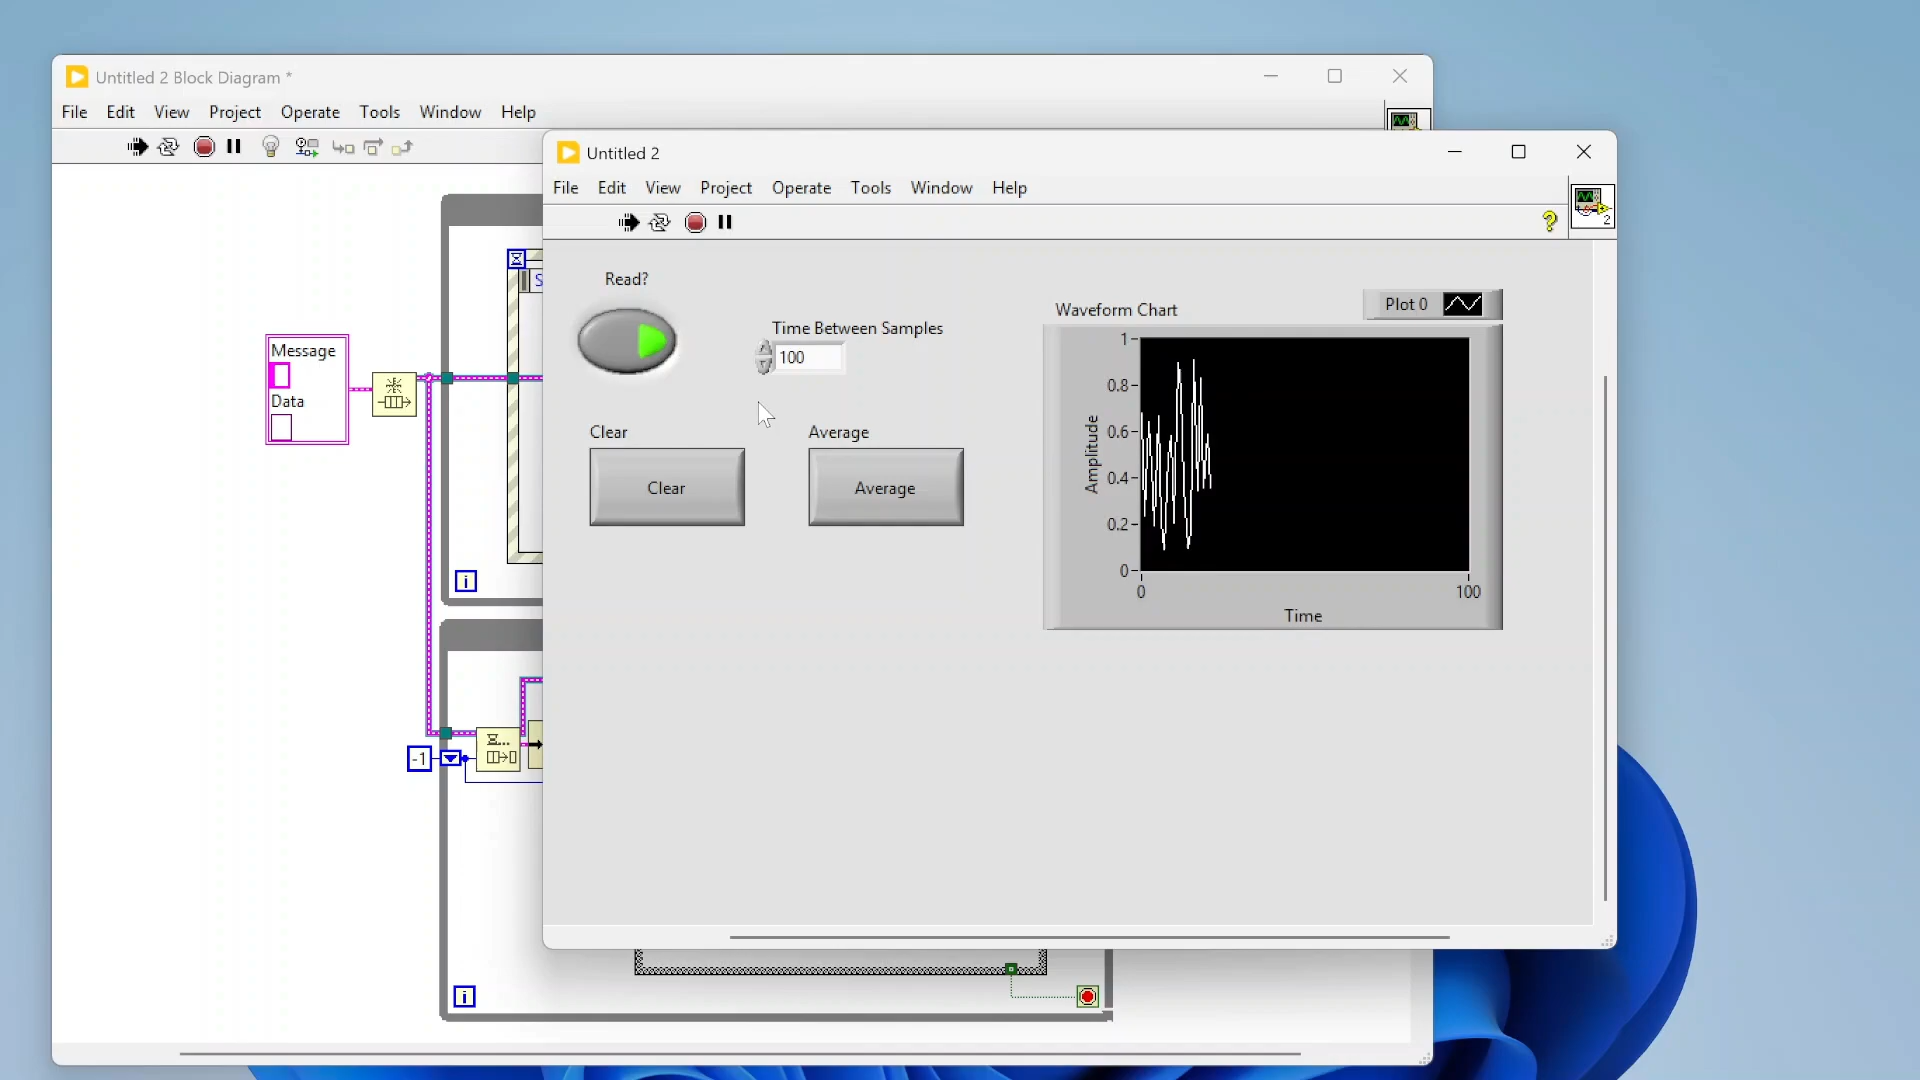 Untitled 2 Block Diagram *
File Edit View Project Operate Tools Window Help
Untitled 2
File Edit View Project Operate Tools Window Help
2
Read?
Time Between Samples
100
Clear
Average
Clear
Average
Waveform Chart
Plot 0
Amplitude
1
0.8
0.6
0.4
0.2
0
0
100
Time
Message
Data
S
i
-1
i